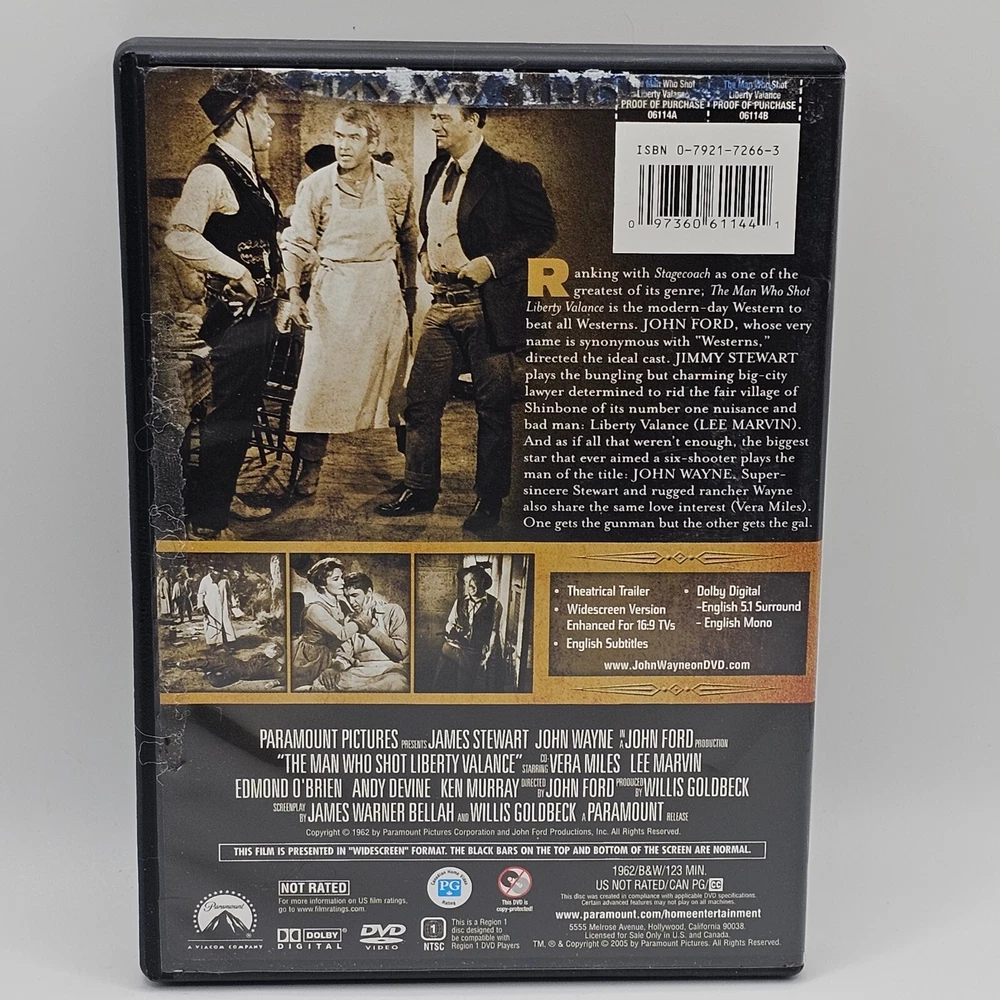 The Man Who Shot
Liberty Valance
PROOF OF PURCHASE
06114A
The Man Who Shot
Liberty Valance
PROOF OF PURCHASE
06114B
ISBN 0-7921-7266-3
0 97360 61144 1
Ranking with Stagecoach as one of the
greatest of its genre; The Man Who Shot
Liberty Valance is the modern-day Western to
beat all Westerns. JOHN FORD, whose very
name is synonymous with "Westerns,"
directed the ideal cast. JIMMY STEWART
plays the bungling but charming big-city
lawyer determined to rid the fair village of
Shinbone of its number one nuisance and
bad man: Liberty Valance (LEE MARVIN).
And as if all that weren't enough, the biggest
star that ever aimed a six-shooter plays the
man of the title: JOHN WAYNE. Super-
sincere Stewart and rugged rancher Wayne
also share the same love interest (Vera Miles).
One gets the gunman but the other gets the gal.
• Theatrical Trailer
• Widescreen Version
Enhanced For 16:9 TVs
• English Subtitles
• Dolby Digital
-English 5.1 Surround
- English Mono
www.JohnWayneonDVD.com
PARAMOUNT PICTURES PRESENTS JAMES STEWART JOHN WAYNE IN A JOHN FORD PRODUCTION
"THE MAN WHO SHOT LIBERTY VALANCE" CO-STARRING VERA MILES LEE MARVIN
EDMOND O'BRIEN ANDY DEVINE KEN MURRAY DIRECTED BY JOHN FORD PRODUCED BY WILLIS GOLDBECK
SCREENPLAY BY JAMES WARNER BELLAH AND WILLIS GOLDBECK A PARAMOUNT RELEASE
Copyright © 1962 by Paramount Pictures Corporation and John Ford Productions, Inc. All Rights Reserved.
THIS FILM IS PRESENTED IN "WIDESCREEN" FORMAT. THE BLACK BARS ON THE TOP AND BOTTOM OF THE SCREEN ARE NORMAL.
Paramount
A VIACOM COMPANY
NOT RATED
For more information on US film ratings,
go to www.filmratings.com.
DOLBY
DIGITAL
DVD
VIDEO
Canadian Home Video
PG
Rated
This DVD is
copy-protected!
1
NTSC
This is a Region 1
disc designed to
be compatible with
Region 1 DVD Players
1962/B&W/123 MIN.
US NOT RATED/CAN PG/CC
This disc was created in compliance with applicable DVD specifications.
Certain advanced features may not play on all machines.
www.paramount.com/homeentertainment
5555 Melrose Avenue, Hollywood, California 90038.
Licensed for Sale Only in U.S. and Canada.
TM, ® & Copyright © 2005 by Paramount Pictures. All Rights Reserved.